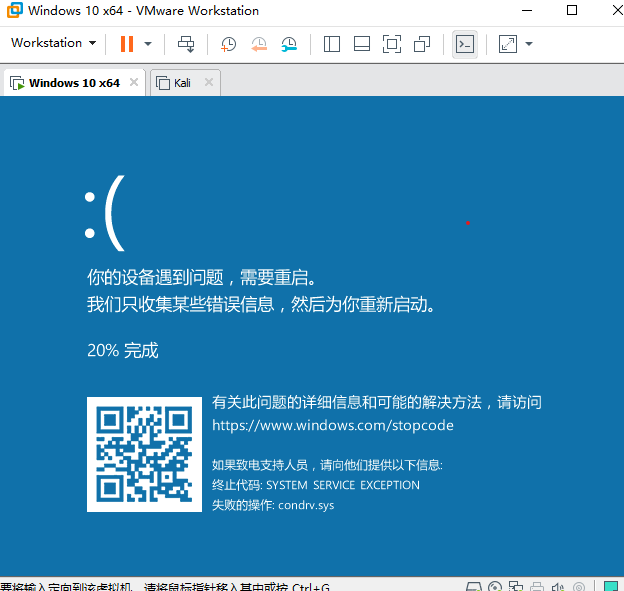 Windows 10 x64 - VMware Workstation
Workstation
Windows 10 x64
Kali
:(
你的设备遇到问题，需要重启。
我们只收集某些错误信息，然后为你重新启动。
20% 完成
有关此问题的详细信息和可能的解决方法，请访问
https://www.windows.com/stopcode
如果致电支持人员，请向他们提供以下信息:
终止代码: SYSTEM SERVICE EXCEPTION
失败的操作: condrv.sys
要将输入定向到该虚拟机，请将鼠标指针移入其中或按 Ctrl+G